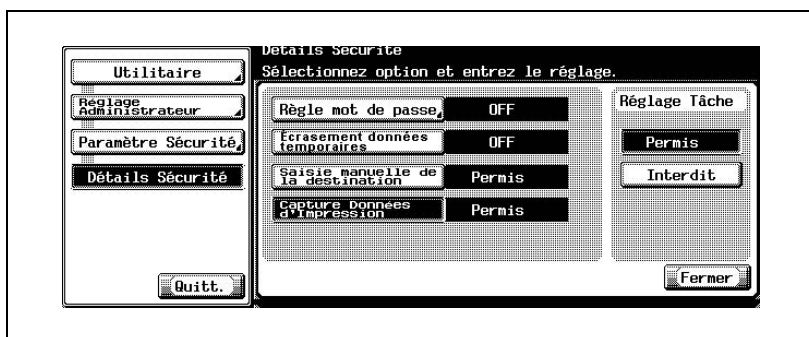 Détails Sécurité
Sélectionnez option et entrez le réglage.
Utilitaire
Réglage
Administrateur
Paramètre Sécurité
Détails Sécurité
Quitt.
Règle mot de passe
OFF
Écrasement données
temporaires
OFF
Saisie manuelle de
la destination
Permis
Capture Données
d'Impression
Permis
Réglage Tâche
Permis
Interdit
Fermer